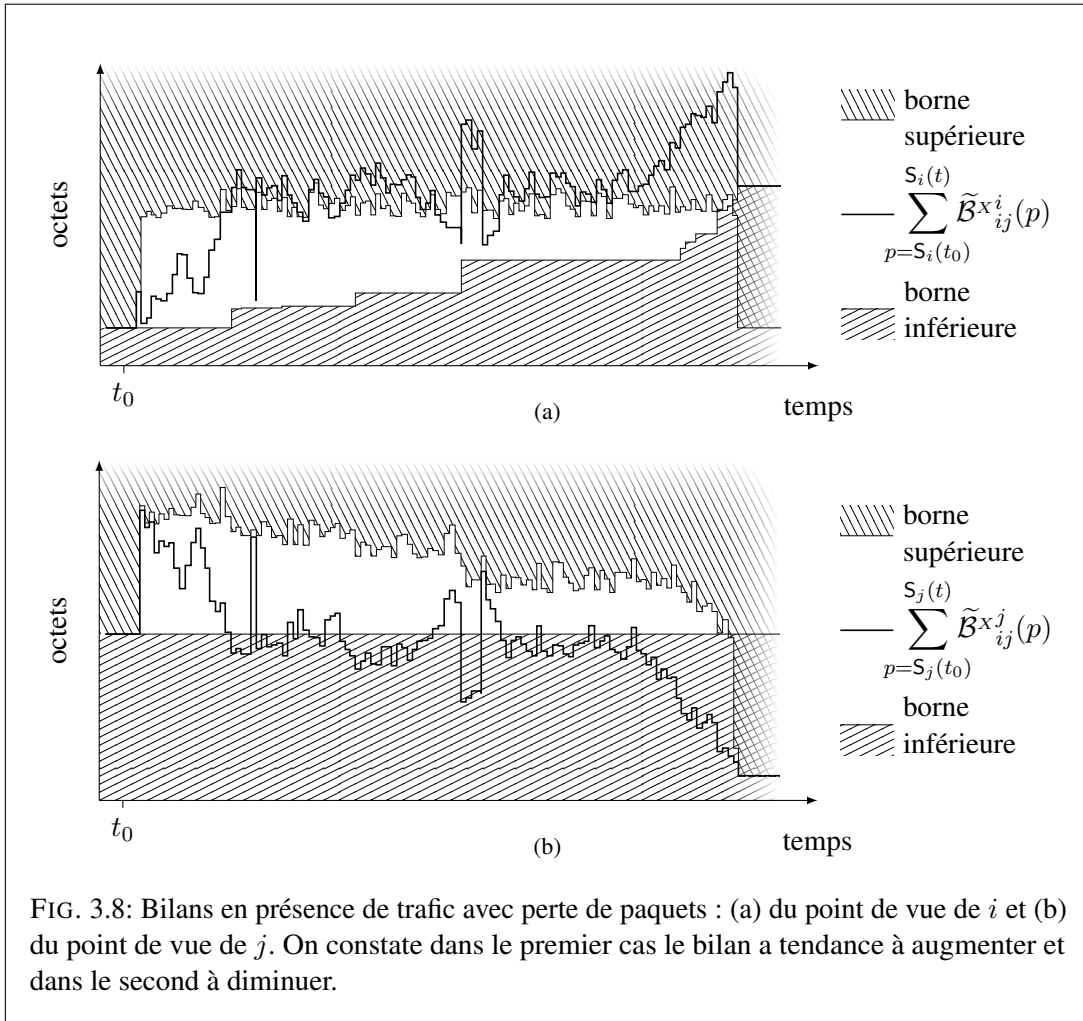 octets
borne
supérieure
S_i(t)
∑ B̃^{X^i}_{ij}(p)
p=S_i(t_0)
borne
inférieure
t_0
(a)
temps
octets
borne
supérieure
S_j(t)
∑ B̃^{X^j}_{ij}(p)
p=S_j(t_0)
borne
inférieure
t_0
(b)
temps
FIG. 3.8: Bilans en présence de trafic avec perte de paquets : (a) du point de vue de i et (b)
du point de vue de j. On constate dans le premier cas le bilan a tendance à augmenter et
dans le second à diminuer.